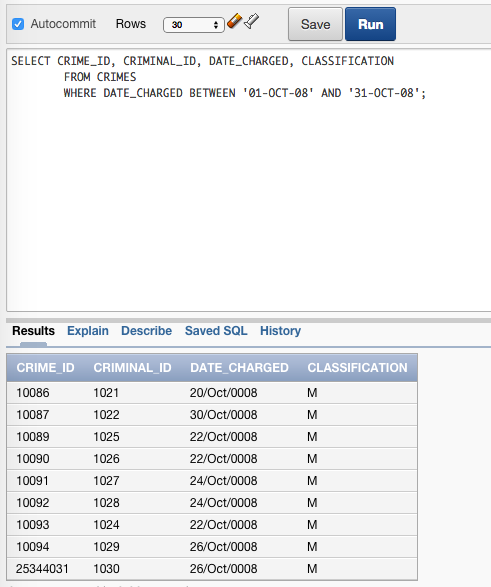 Autocommit Rows 30 Save Run
SELECT CRIME_ID, CRIMINAL_ID, DATE_CHARGED, CLASSIFICATION
FROM CRIMES
WHERE DATE_CHARGED BETWEEN '01-OCT-08' AND '31-OCT-08';
Results Explain Describe Saved SQL History
CRIME_ID CRIMINAL_ID DATE_CHARGED CLASSIFICATION
10086 1021 20/Oct/0008 M
10087 1022 30/Oct/0008 M
10089 1025 22/Oct/0008 M
10090 1026 22/Oct/0008 M
10091 1027 24/Oct/0008 M
10092 1028 24/Oct/0008 M
10093 1024 22/Oct/0008 M
10094 1029 26/Oct/0008 M
25344031 1030 26/Oct/0008 M